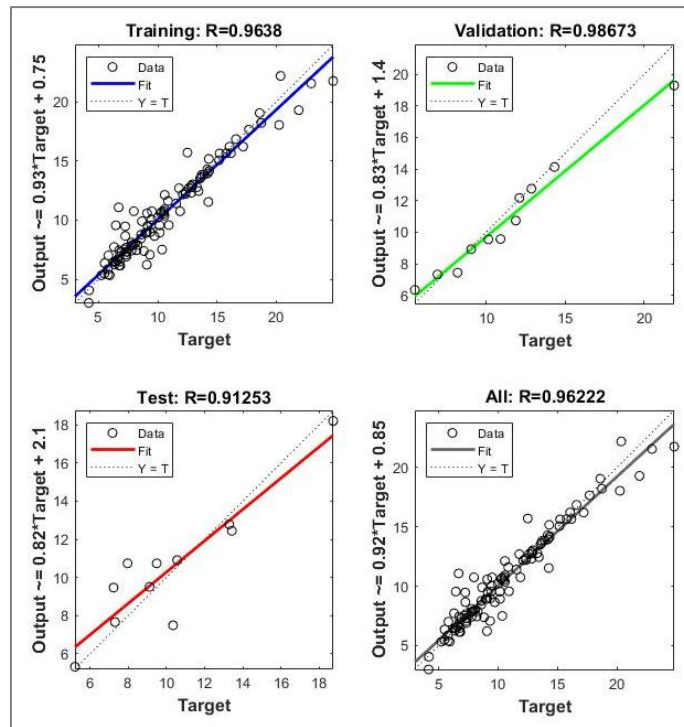 Training: R=0.9638
Output ~= 0.93*Target + 0.75
Data
Fit
Y = T
20
15
10
5
5
10
15
20
Target
Validation: R=0.98673
Output ~= 0.83*Target + 1.4
Data
Fit
Y = T
20
18
16
14
12
10
8
6
10
15
20
Target
Test: R=0.91253
Output ~= 0.82*Target + 2.1
Data
Fit
Y = T
18
16
14
12
10
8
6
6
8
10
12
14
16
18
Target
All: R=0.96222
Output ~= 0.92*Target + 0.85
Data
Fit
Y = T
20
15
10
5
5
10
15
20
Target